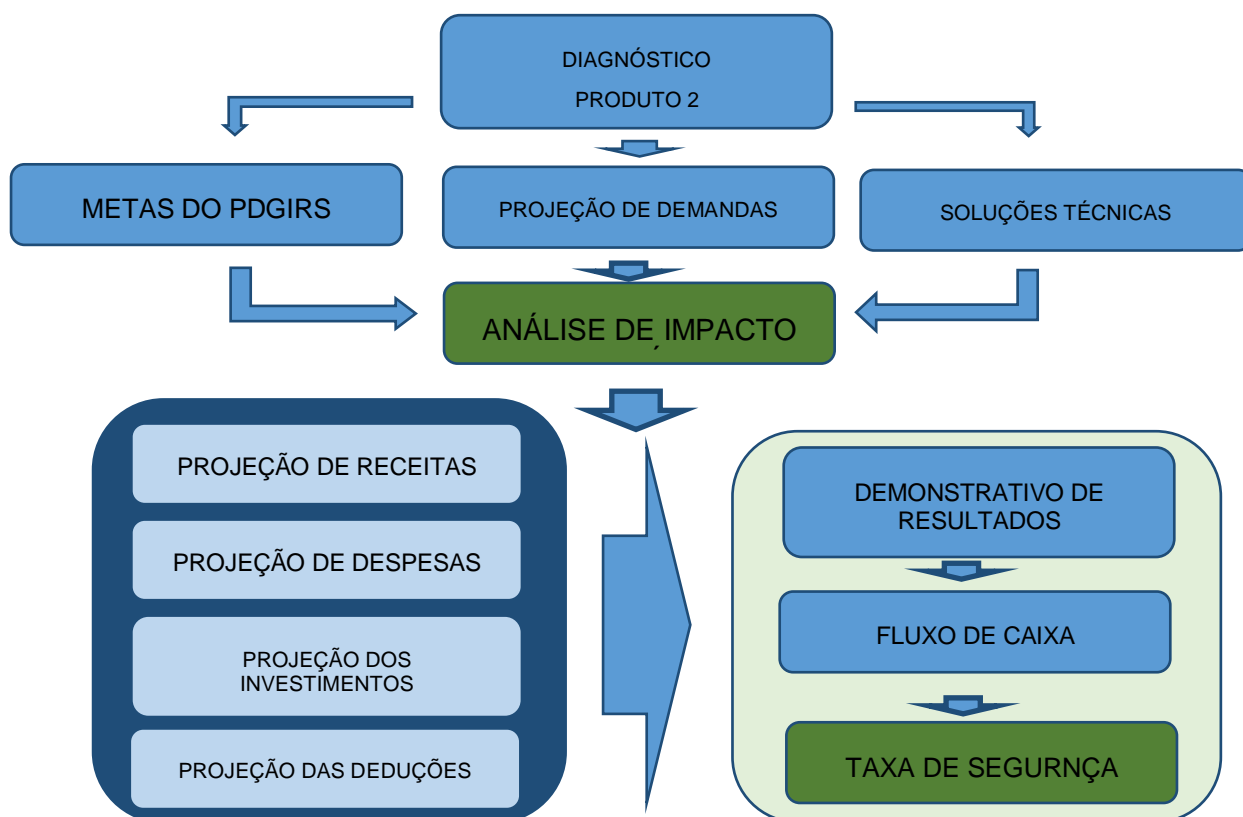 DIAGNÓSTICO
PRODUTO 2
METAS DO PDGIRS
PROJEÇÃO DE DEMANDAS
SOLUÇÕES TÉCNICAS
ANÁLISE DE IMPACTO
PROJEÇÃO DE RECEITAS
PROJEÇÃO DE DESPESAS
PROJEÇÃO DOS
INVESTIMENTOS
PROJEÇÃO DAS DEDUÇÕES
DEMONSTRATIVO DE
RESULTADOS
FLUXO DE CAIXA
TAXA DE SEGURNÇA